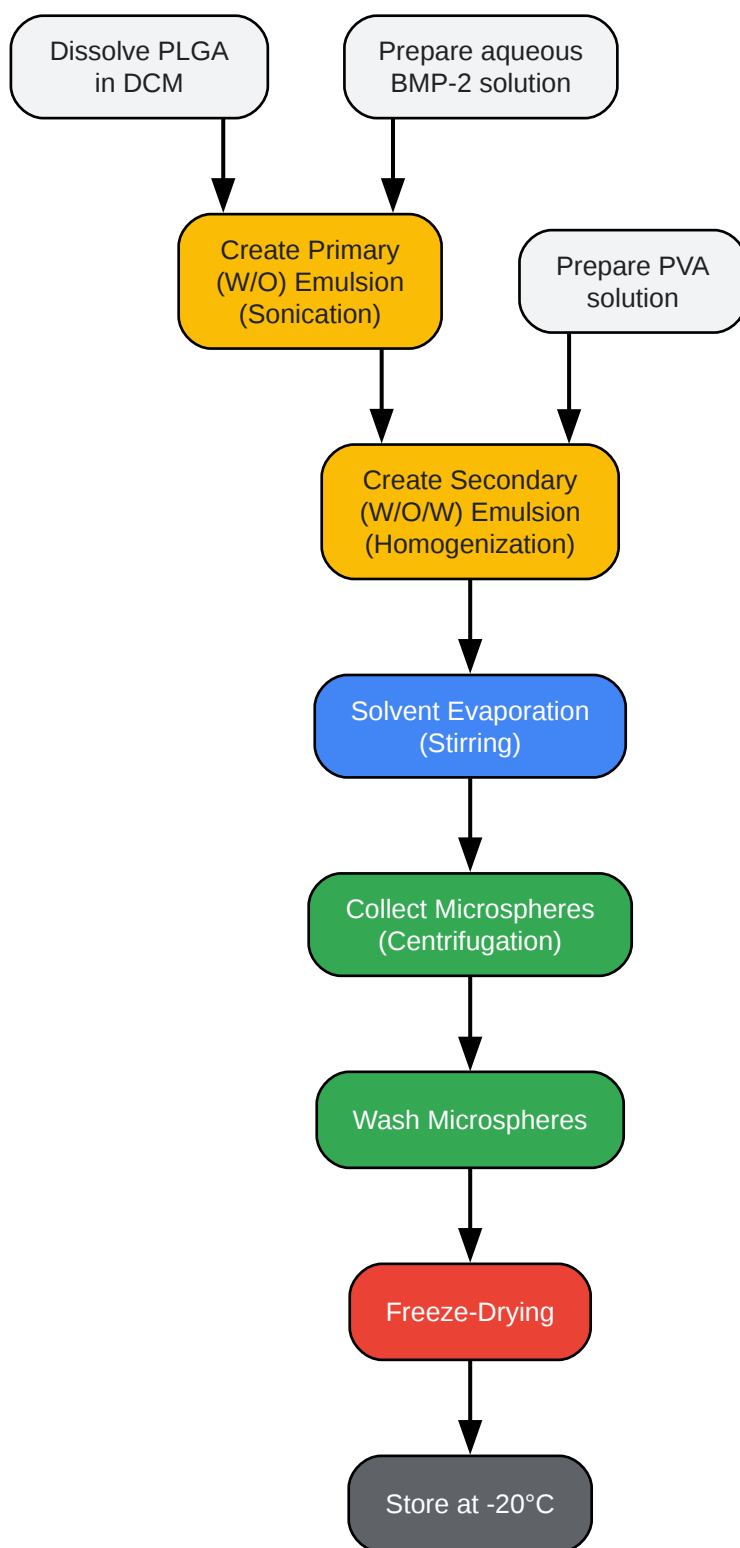 Dissolve PLGA
in DCM
Prepare aqueous
BMP-2 solution
Create Primary
(W/O) Emulsion
(Sonication)
Prepare PVA
solution
Create Secondary
(W/O/W) Emulsion
(Homogenization)
Solvent Evaporation
(Stirring)
Collect Microspheres
(Centrifugation)
Wash Microspheres
Freeze-Drying
Store at -20°C